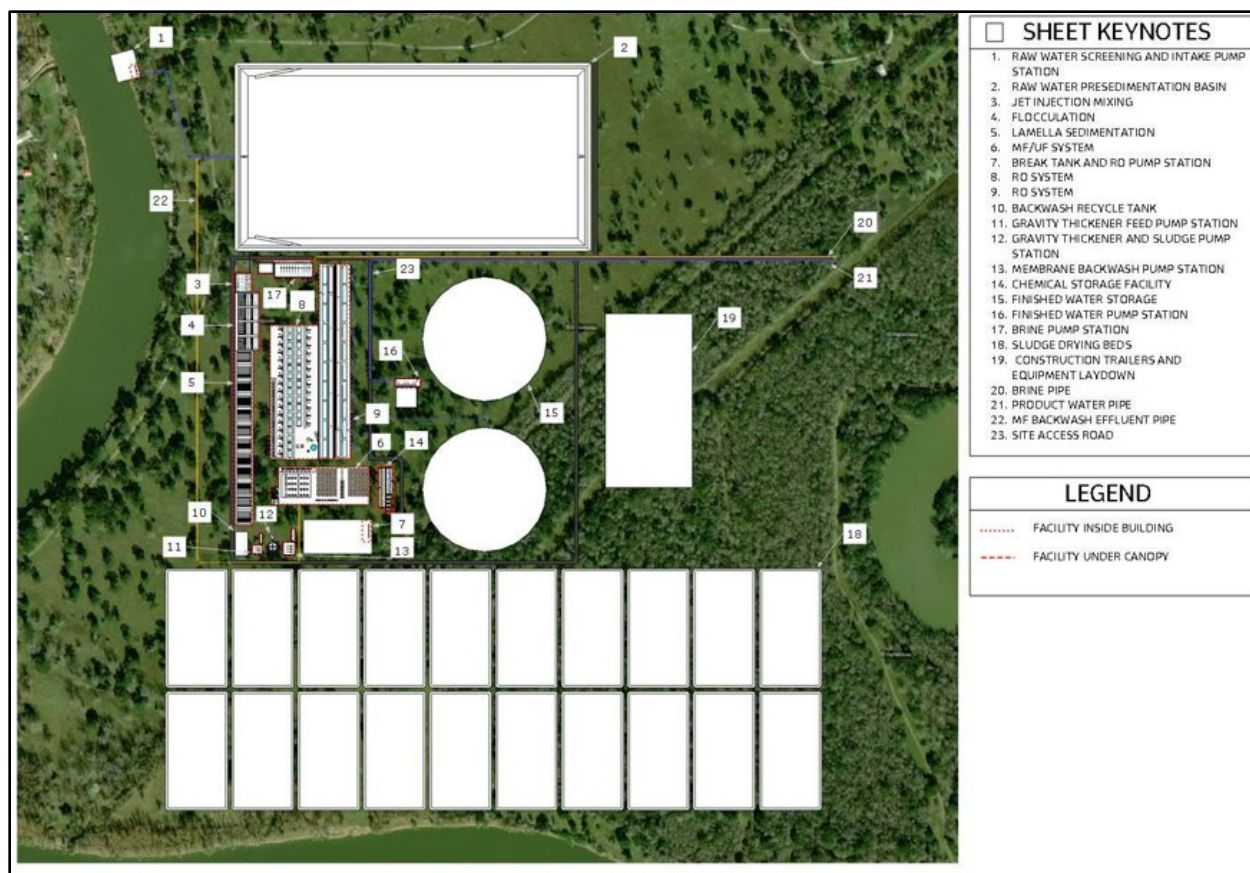 1
2
22
3
4
5
10
11
12
17
8
23
16
9
6
14
7
13
15
20
21
19
18
SHEET KEYNOTES
1. RAW WATER SCREENING AND INTAKE PUMP
STATION
2. RAW WATER PRESEDIMENTATION BASIN
3. JET INJECTION MIXING
4. FLOCCULATION
5. LAMELLA SEDIMENTATION
6. MF/UF SYSTEM
7. BREAK TANK AND RO PUMP STATION
8. RO SYSTEM
9. RO SYSTEM
10. BACKWASH RECYCLE TANK
11. GRAVITY THICKENER FEED PUMP STATION
12. GRAVITY THICKENER AND SLUDGE PUMP
STATION
13. MEMBRANE BACKWASH PUMP STATION
14. CHEMICAL STORAGE FACILITY
15. FINISHED WATER STORAGE
16. FINISHED WATER PUMP STATION
17. BRINE PUMP STATION
18. SLUDGE DRYING BEDS
19. CONSTRUCTION TRAILERS AND
EQUIPMENT LAYDOWN
20. BRINE PIPE
21. PRODUCT WATER PIPE
22. MF BACKWASH EFFLUENT PIPE
23. SITE ACCESS ROAD
LEGEND
FACILITY INSIDE BUILDING
FACILITY UNDER CANOPY